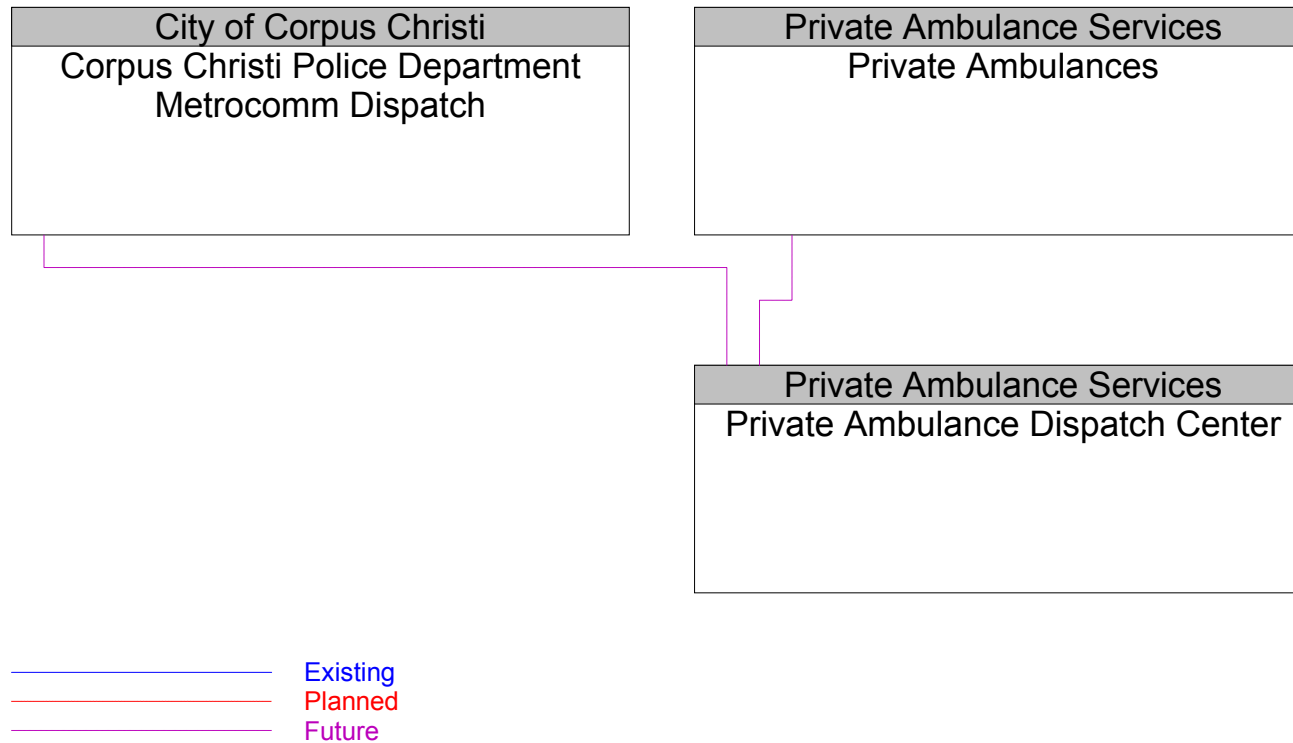 City of Corpus Christi
Corpus Christi Police Department
Metrocomm Dispatch
Private Ambulance Services
Private Ambulances
Private Ambulance Services
Private Ambulance Dispatch Center
Existing
Planned
Future